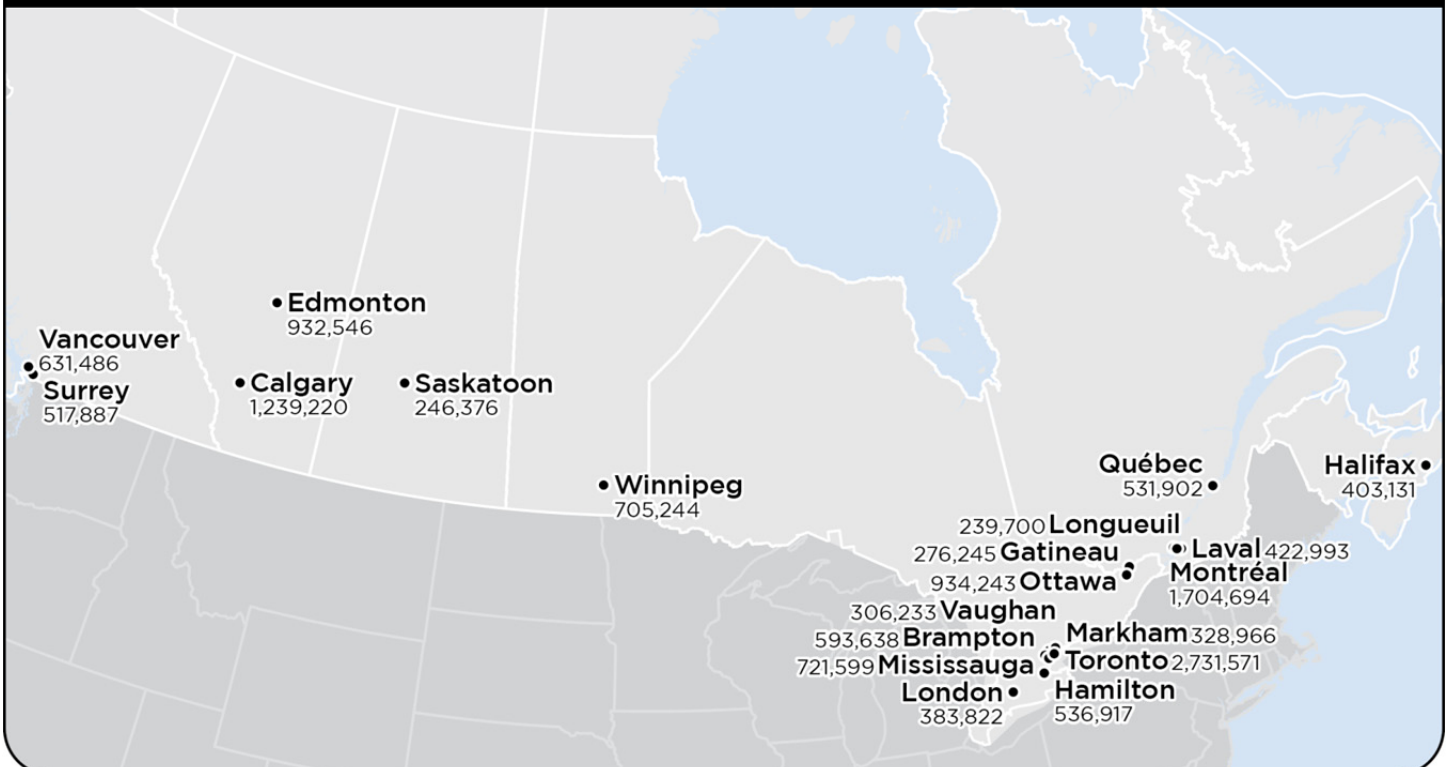 Edmonton
932,546
Vancouver
631,486
Surrey
517,887
Calgary
1,239,220
Saskatoon
246,376
Winnipeg
705,244
Québec
531,902
Halifax
403,131
239,700 Longueuil
276,245 Gatineau
934,243 Ottawa
Laval 422,993
Montréal
1,704,694
306,233 Vaughan
593,638 Brampton
721,599 Mississauga
Markham 328,966
Toronto 2,731,571
London
383,822
Hamilton
536,917